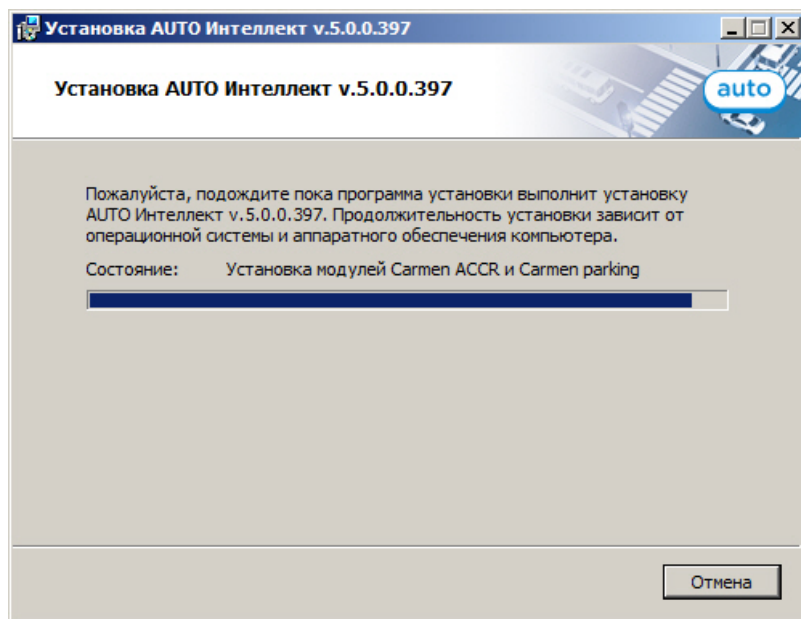 Установка AUTO Интеллект v.5.0.0.397
Установка AUTO Интеллект v.5.0.0.397
auto
Пожалуйста, подождите пока программа установки выполнит установку
AUTO Интеллект v.5.0.0.397. Продолжительность установки зависит от
операционной системы и аппаратного обеспечения компьютера.
Состояние: Установка модулей Carmen ACCR и Carmen parking
Отмена